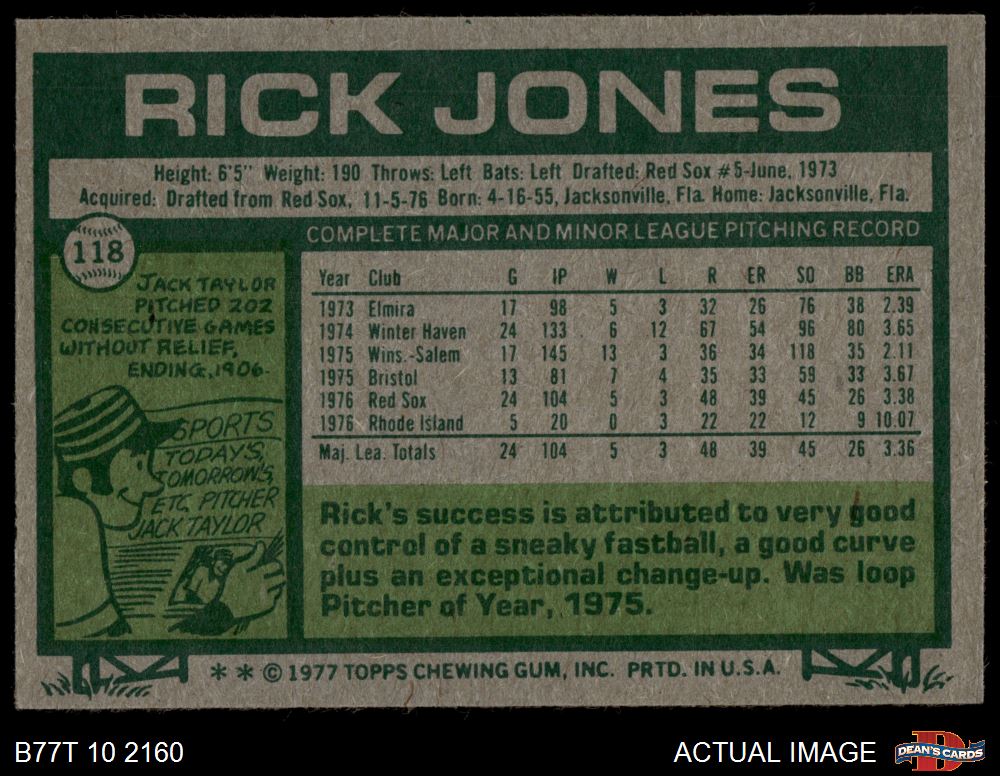 RICK JONES
Height: 6'5" Weight: 190 Throws: Left Bats: Left Drafted: Red Sox #5-June, 1973
Acquired: Drafted from Red Sox, 11-5-76 Born: 4-16-55, Jacksonville, Fla. Home: Jacksonville, Fla.
118
JACK TAYLOR
PITCHED 202
CONSECUTIVE GAMES
WITHOUT RELIEF,
ENDING, 1906.
SPORTS
TODAY'S,
TOMORROW'S,
ETC. PITCHER
JACK TAYLOR
COMPLETE MAJOR AND MINOR LEAGUE PITCHING RECORD
Year Club G IP W L R ER SO BB ERA
1973 Elmira 17 98 5 3 32 26 76 38 2.39
1974 Winter Haven 24 133 6 12 67 54 96 80 3.65
1975 Wins.-Salem 17 145 13 3 36 34 118 35 2.11
1975 Bristol 13 81 7 4 35 33 59 33 3.67
1976 Red Sox 24 104 5 3 48 39 45 26 3.38
1976 Rhode Island 5 20 0 3 22 22 12 9 10.07
Maj. Lea. Totals 24 104 5 3 48 39 45 26 3.36
Rick's success is attributed to very good
control of a sneaky fastball, a good curve
plus an exceptional change-up. Was loop
Pitcher of Year, 1975.
* * © 1977 TOPPS CHEWING GUM, INC. PRTD. IN U.S.A.
B77T 10 2160
ACTUAL IMAGE
DEAN'S CARDS